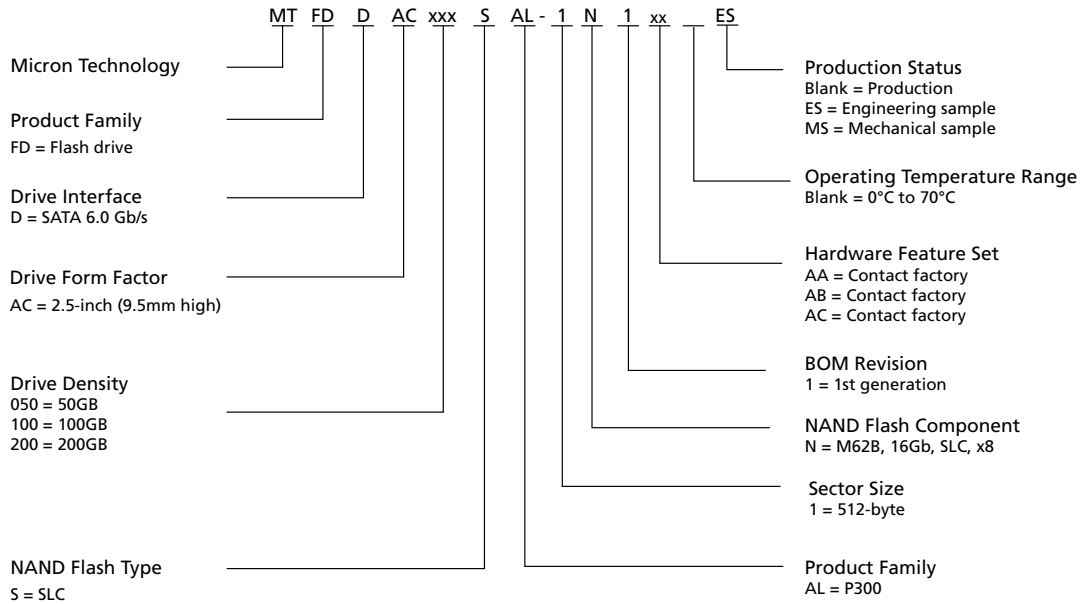 MT FD D AC xxx S AL - 1 N 1 xx ES
Micron Technology
Product Family
FD = Flash drive
Drive Interface
D = SATA 6.0 Gb/s
Drive Form Factor
AC = 2.5-inch (9.5mm high)
Drive Density
050 = 50GB
100 = 100GB
200 = 200GB
NAND Flash Type
S = SLC
Production Status
Blank = Production
ES = Engineering sample
MS = Mechanical sample
Operating Temperature Range
Blank = 0°C to 70°C
Hardware Feature Set
AA = Contact factory
AB = Contact factory
AC = Contact factory
BOM Revision
1 = 1st generation
NAND Flash Component
N = M62B, 16Gb, SLC, x8
Sector Size
1 = 512-byte
Product Family
AL = P300